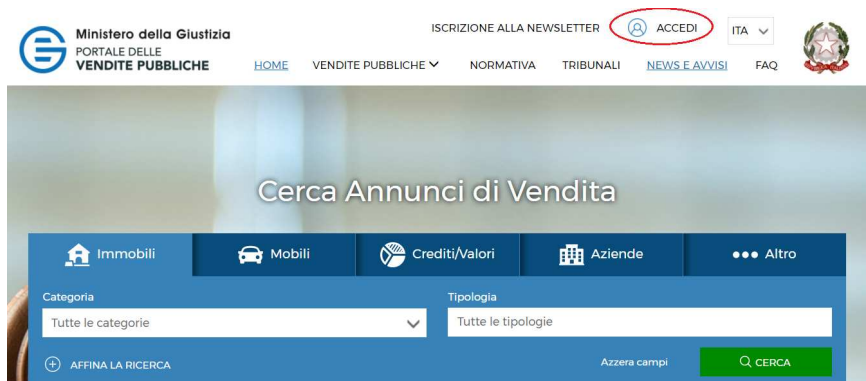 Ministero della Giustizia
PORTALE DELLE
VENDITE PUBBLICHE
ISCRIZIONE ALLA NEWSLETTER
ACCEDI
ITA
HOME
VENDITE PUBBLICHE
NORMATIVA
TRIBUNALI
NEWS E AVVISI
FAQ
Cerca Annunci di Vendita
Immobili
Mobili
Crediti/Valori
Aziende
Altro
Categoria
Tipologia
Tutte le categorie
Tutte le tipologie
AFFINA LA RICERCA
Azzera campi
CERCA